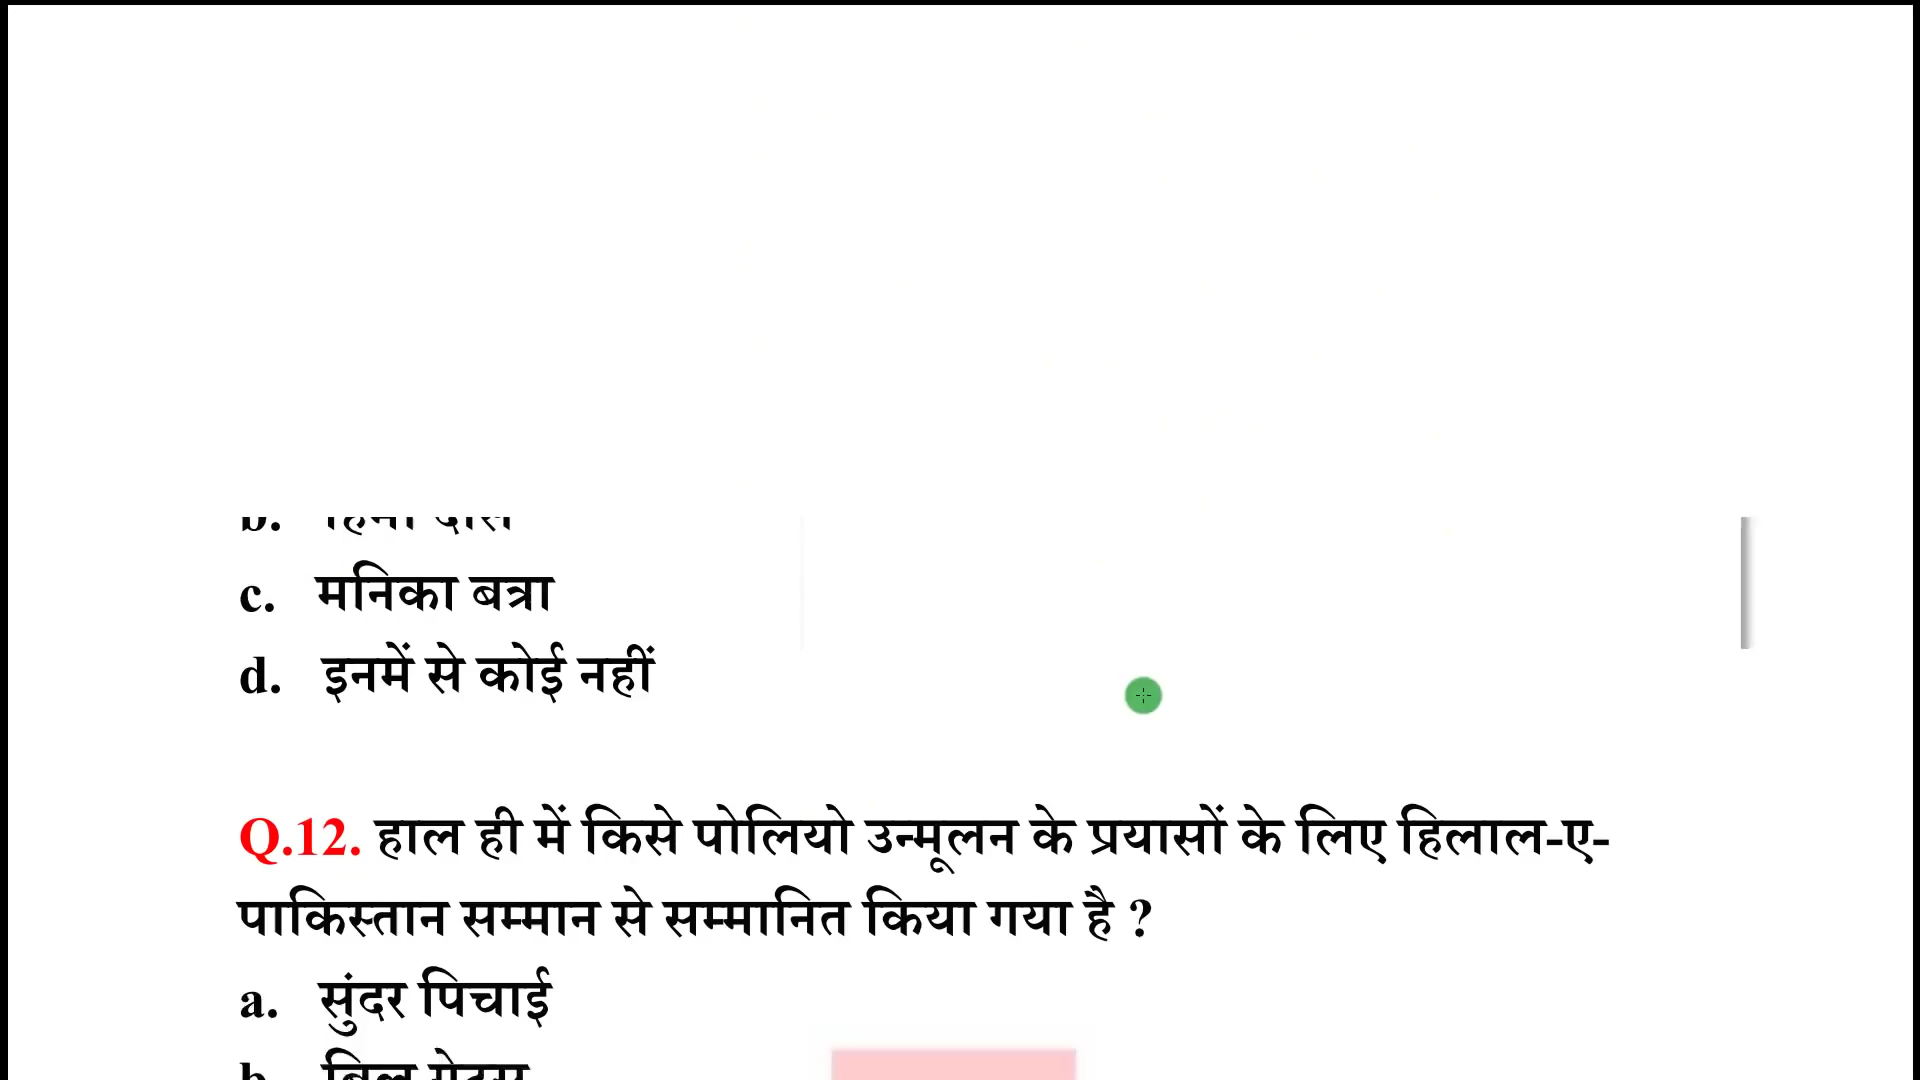 c. मनिका बत्रा
d. इनमें से कोई नहीं
Q.12. हाल ही में किसे पोलियो उन्मूलन के प्रयासों के लिए हिलाल-ए-
पाकिस्तान सम्मान से सम्मानित किया गया है ?
a. सुंदर पिचाई